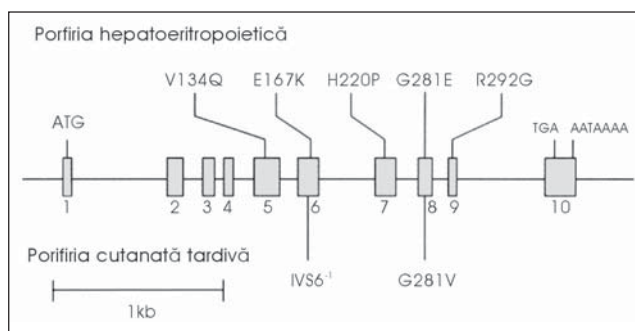 Porfiria hepatoeritropoietică
V134Q E167K H220P G281E R292G
ATG TGA AATAAAA
1 2 3 4 5 6 7 8 9 10
Porifiria cutanată tardivă
IVS6⁻¹ G281V
1kb